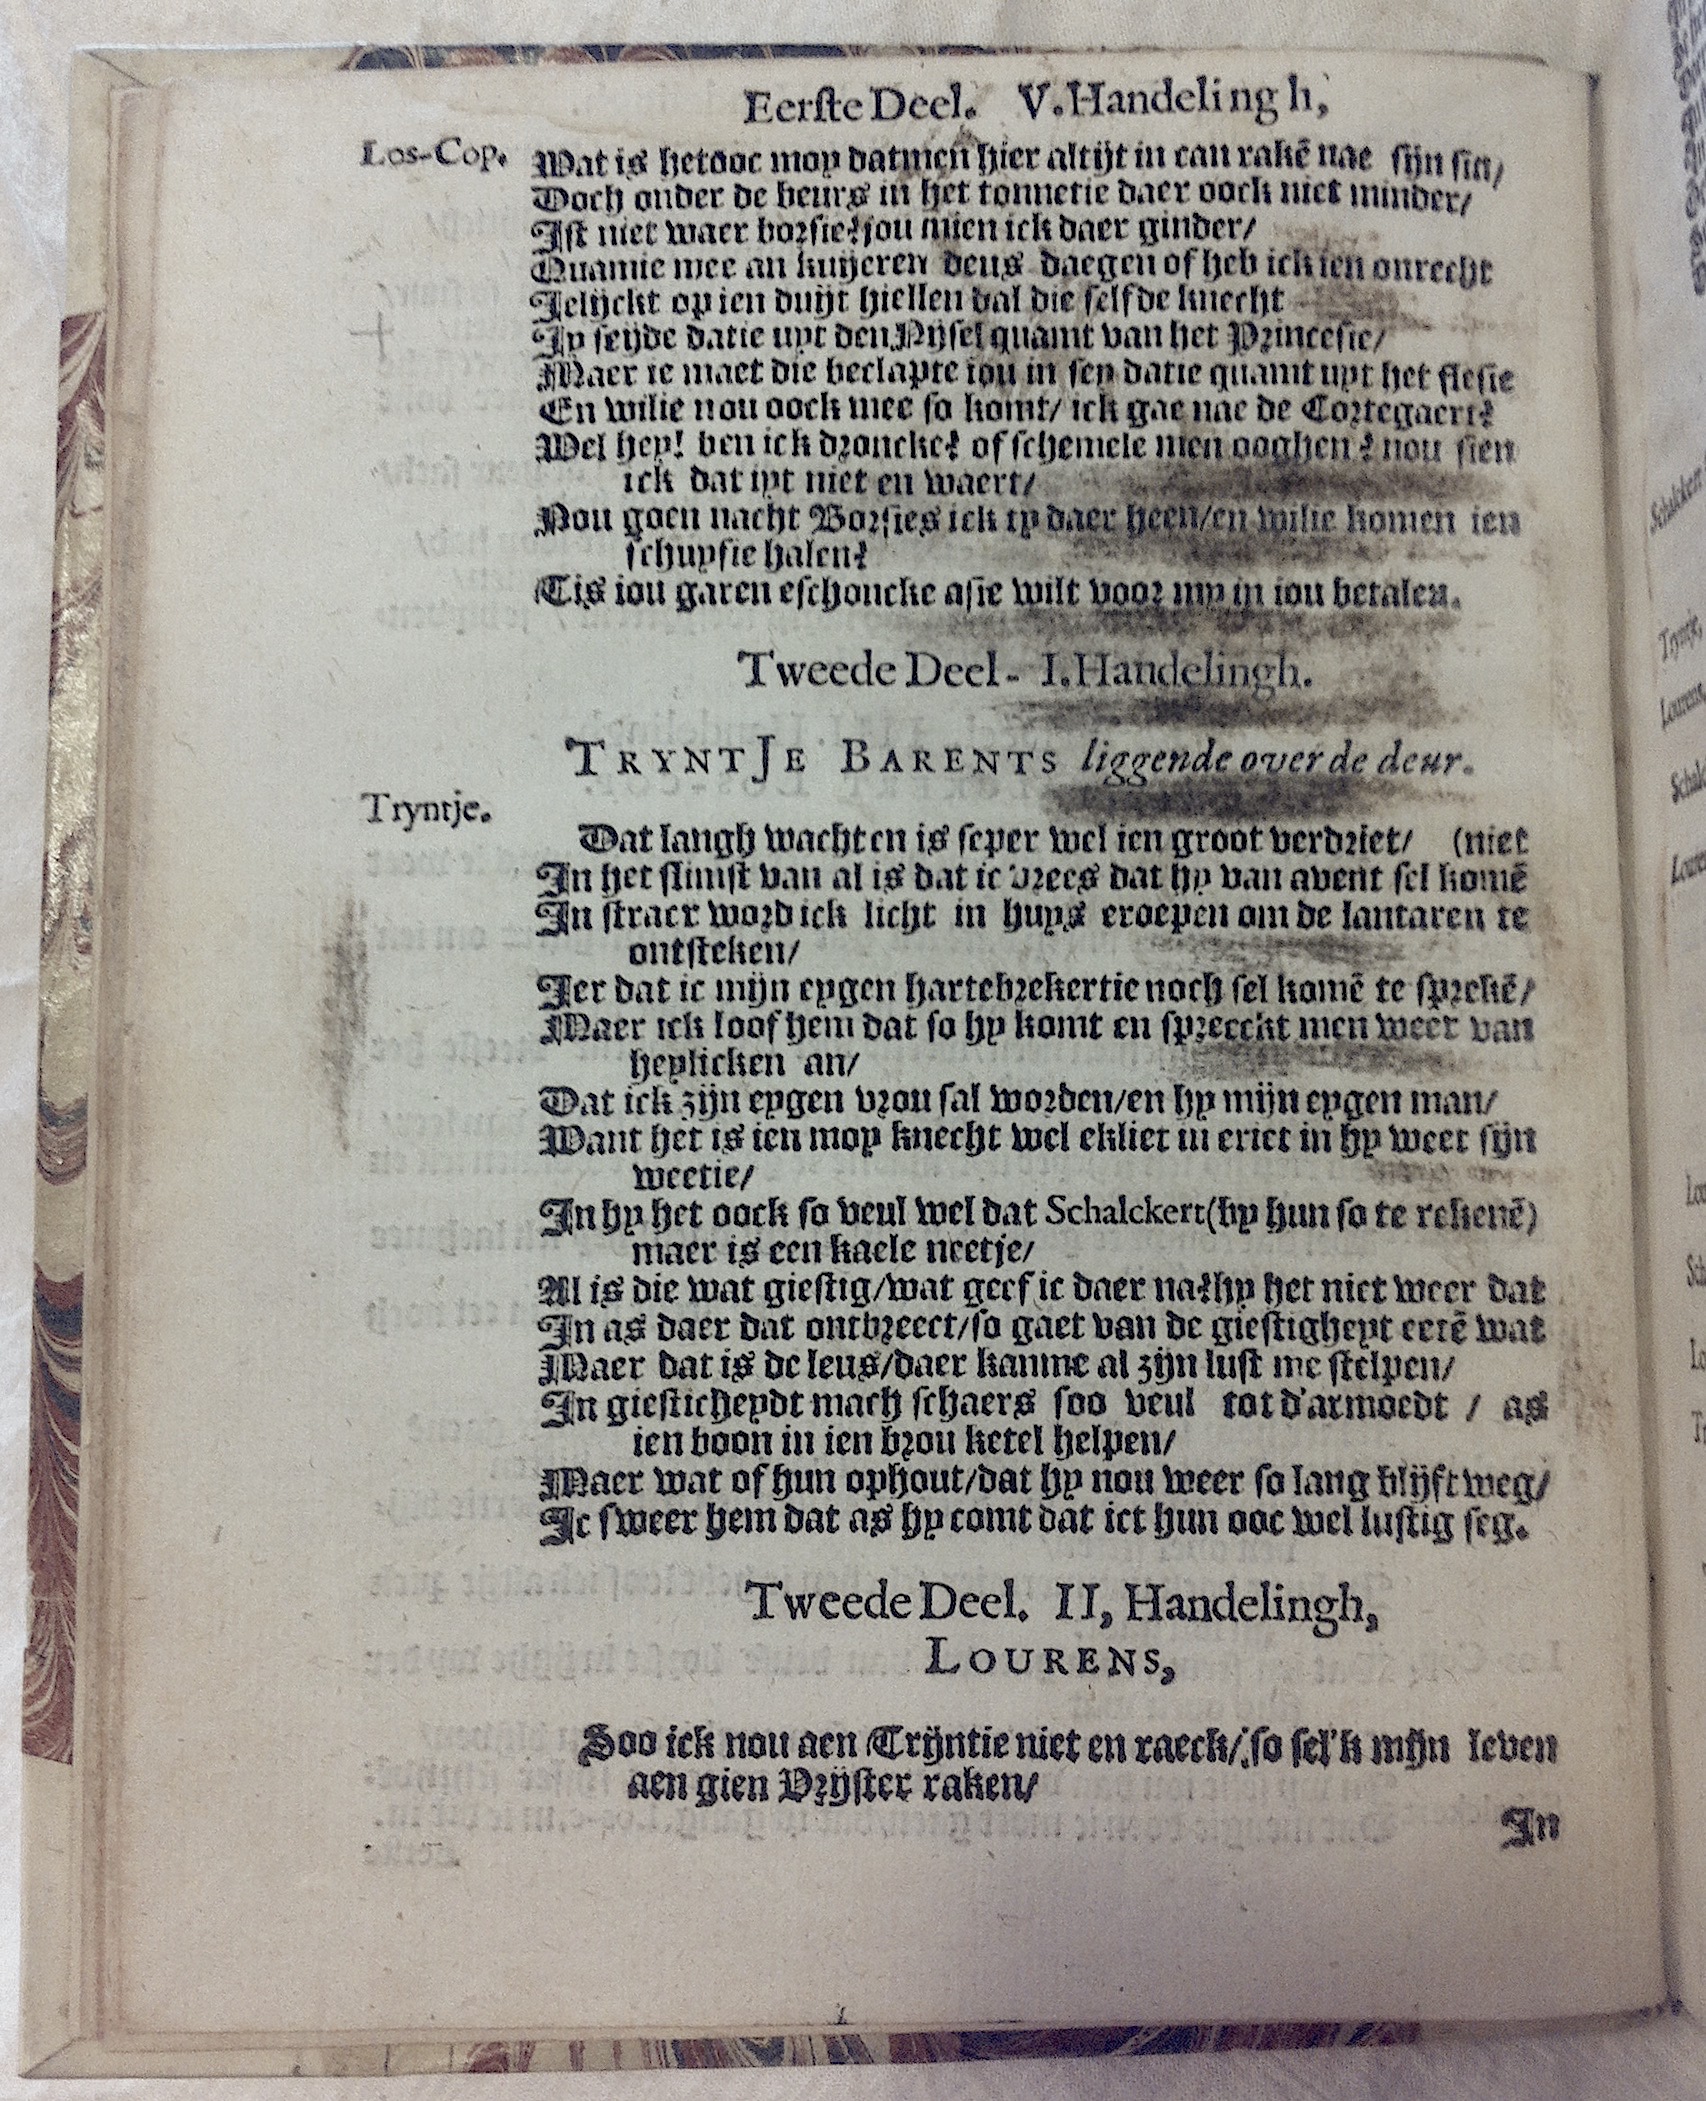 Eerſte Deel. V. Handelingh,
Los-Cop. Wat is het ooc moy datmen hier altijt in can rakē nae ſijn ſin/
Doch onder de beurs in het tonnetie daer oock niet minder/
Iſt niet waer borſie? jou mien ick daer ginder/
Quamie mee an kuijeren deus daegen of heb ick ien onrecht
Ielijckt op ien duijt hiellen dal die ſelfde knecht
Iy ſeijde datie uyt den Nyſel quamt van het Princeſie/
Maer ie maet die beclapte iou in ſey datie quamt uyt het fleſie
En wilie nou oock mee ſo komt/ ick gae nae de Cortegaert?
Wel hey! ben ick droncke? of ſchemele men ooghen? nou ſien
ick dat ipt niet en waert/
Nou goen nacht Borſies ick ty daer heen/en wilie komen ien
ſchupſie halen?
Tis iou garen eſchoncke aſie wilt voor my in iou betalen.
Tweede Deel. I. Handelingh.
TRYNTJE BARENTS liggende over de deur.
Tryntje.
Dat langh wachten is ſeper wel ien groot verdriet/ (niet
In het ſlimſt van al is dat ic vrees dat hy van avent ſel komē
In ſtraer word ick licht in huys eroepen om de lantaren te
ontſteken/
Ier dat ic mijn eygen hartebrekertie noch ſel komē te ſprekē/
Maer ick loof hem dat ſo hy komt en ſpreeckt men weer van
heylicken an/
Dat ick zijn eygen vrou ſal worden/en hy mijn eygen man/
Want het is ien moy knecht wel ekliet in eriet in hy weet ſijn
weetie/
In hy het oock ſo veul wel dat Schalckert(by hun ſo te rekenē)
maer is een kaele neetje/
Al is die wat gieſtig/wat geef ic daer na?hy het niet weer dat
In as daer dat ontbreect/ſo gaet van de gieſtigheyt eetē wat
Maer dat is de leus/daer kanme al zijn luſt me ſtelpen/
In gieſticheydt mach ſchaers ſoo veul tot d'armoedt / as
ien boon in ien brou ketel helpen/
Maer wat of hun ophout/dat hy nou weer ſo lang blijft weg/
Ic ſweer hem dat as hy comt dat ict hun ooc wel luſtig ſeg.
Tweede Deel. II, Handelingh,
LOURENS,
Soo ick nou aen Trijntie niet en raeck/ſo ſel'k mijn leven
aen gien Vrijſter raken/
In